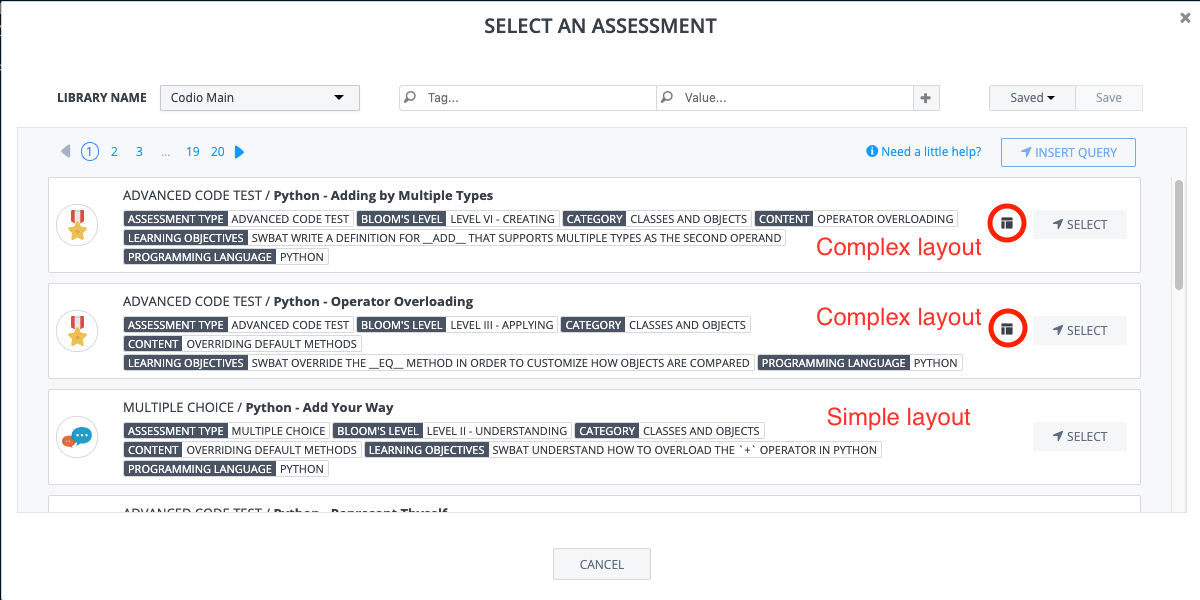 SELECT AN ASSESSMENT
LIBRARY NAME Codio Main Tag... Value... + Saved Save
1 2 3 ... 19 20 Need a little help? INSERT QUERY
ADVANCED CODE TEST / Python - Adding by Multiple Types
ASSESSMENT TYPE ADVANCED CODE TEST BLOOM'S LEVEL LEVEL VI - CREATING CATEGORY CLASSES AND OBJECTS CONTENT OPERATOR OVERLOADING
SELECT
LEARNING OBJECTIVES SWBAT WRITE A DEFINITION FOR __ADD__ THAT SUPPORTS MULTIPLE TYPES AS THE SECOND OPERAND
Complex layout
PROGRAMMING LANGUAGE PYTHON
ADVANCED CODE TEST / Python - Operator Overloading
Complex layout
ASSESSMENT TYPE ADVANCED CODE TEST BLOOM'S LEVEL LEVEL III - APPLYING CATEGORY CLASSES AND OBJECTS
SELECT
CONTENT OVERRIDING DEFAULT METHODS
LEARNING OBJECTIVES SWBAT OVERRIDE THE __EQ__ METHOD IN ORDER TO CUSTOMIZE HOW OBJECTS ARE COMPARED PROGRAMMING LANGUAGE PYTHON
MULTIPLE CHOICE / Python - Add Your Way
Simple layout
ASSESSMENT TYPE MULTIPLE CHOICE BLOOM'S LEVEL LEVEL II - UNDERSTANDING CATEGORY CLASSES AND OBJECTS
SELECT
CONTENT OVERRIDING DEFAULT METHODS LEARNING OBJECTIVES SWBAT UNDERSTAND HOW TO OVERLOAD THE `+` OPERATOR IN PYTHON
PROGRAMMING LANGUAGE PYTHON
ADVANCED CODE TEST / Python - Represent Thyself
CANCEL